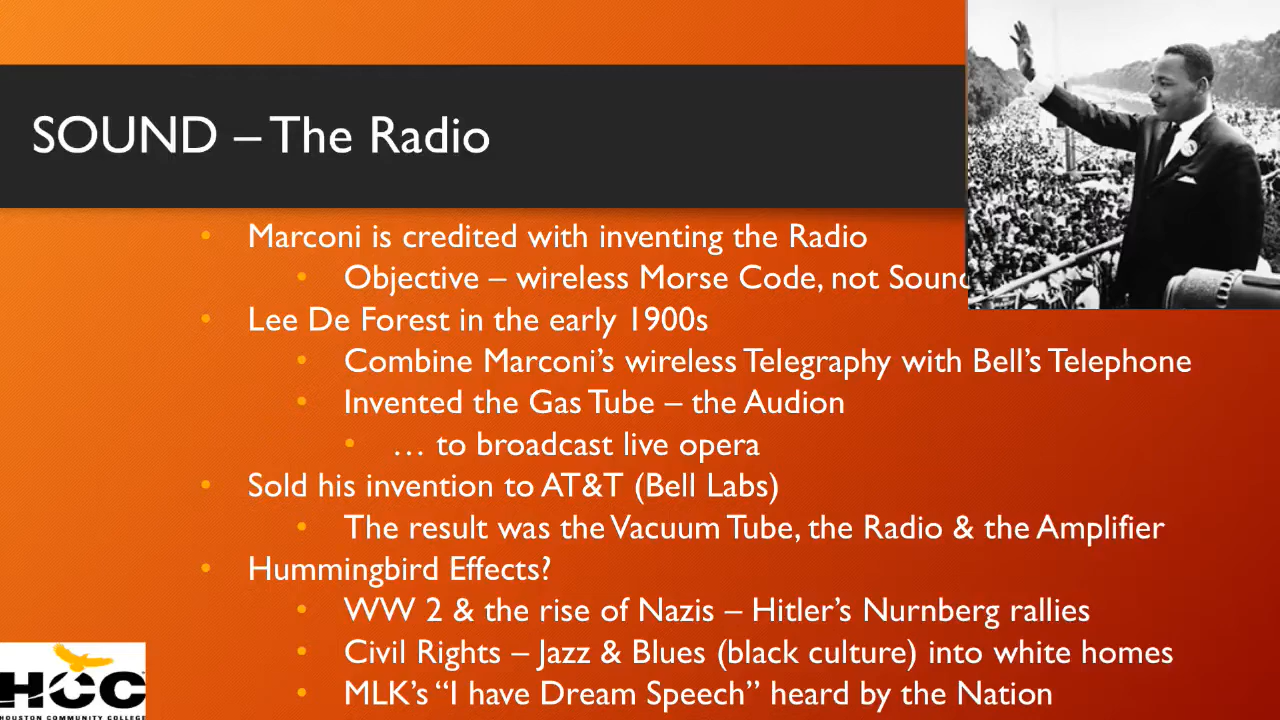 SOUND – The Radio
• Marconi is credited with inventing the Radio
• Objective – wireless Morse Code, not Sound
• Lee De Forest in the early 1900s
• Combine Marconi's wireless Telegraphy with Bell's Telephone
• Invented the Gas Tube – the Audion
• … to broadcast live opera
• Sold his invention to AT&T (Bell Labs)
• The result was the Vacuum Tube, the Radio & the Amplifier
• Hummingbird Effects?
• WW 2 & the rise of Nazis – Hitler's Nurnberg rallies
• Civil Rights – Jazz & Blues (black culture) into white homes
• MLK's “I have Dream Speech” heard by the Nation
HCC
HOUSTON COMMUNITY COLLEGE